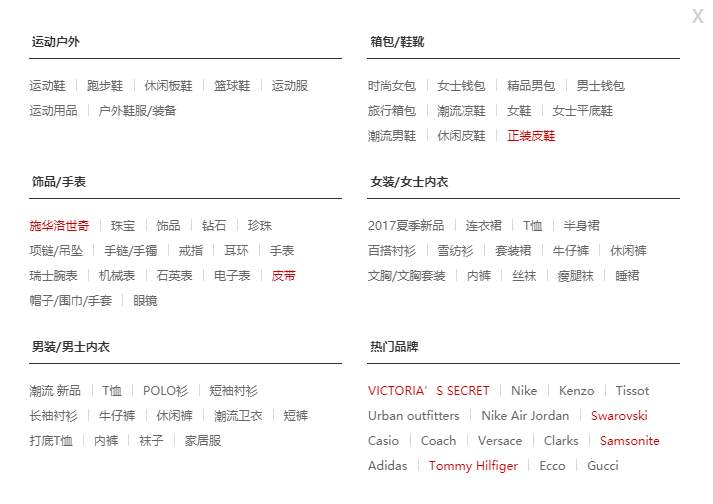 X
运动户外
运动鞋 跑步鞋 休闲板鞋 篮球鞋 运动服
运动用品 户外鞋服/装备
箱包/鞋靴
时尚女包 女士钱包 精品男包 男士钱包
旅行箱包 潮流凉鞋 女鞋 女士平底鞋
潮流男鞋 休闲皮鞋 正装皮鞋
饰品/手表
施华洛世奇 珠宝 饰品 钻石 珍珠
项链/吊坠 手链/手镯 戒指 耳环 手表
瑞士腕表 机械表 石英表 电子表 皮带
帽子/围巾/手套 眼镜
女装/女士内衣
2017夏季新品 连衣裙 T恤 半身裙
百搭衬衫 雪纺衫 套装裙 牛仔裤 休闲裤
文胸/文胸套装 内裤 丝袜 瘦腿袜 睡裙
男装/男士内衣
潮流 新品 T恤 POLO衫 短袖衬衫
长袖衬衫 牛仔裤 休闲裤 潮流卫衣 短裤
打底T恤 内裤 袜子 家居服
热门品牌
VICTORIA’S SECRET Nike Kenzo Tissot
Urban outfitters Nike Air Jordan Swarovski
Casio Coach Versace Clarks Samsonite
Adidas Tommy Hilfiger Ecco Gucci